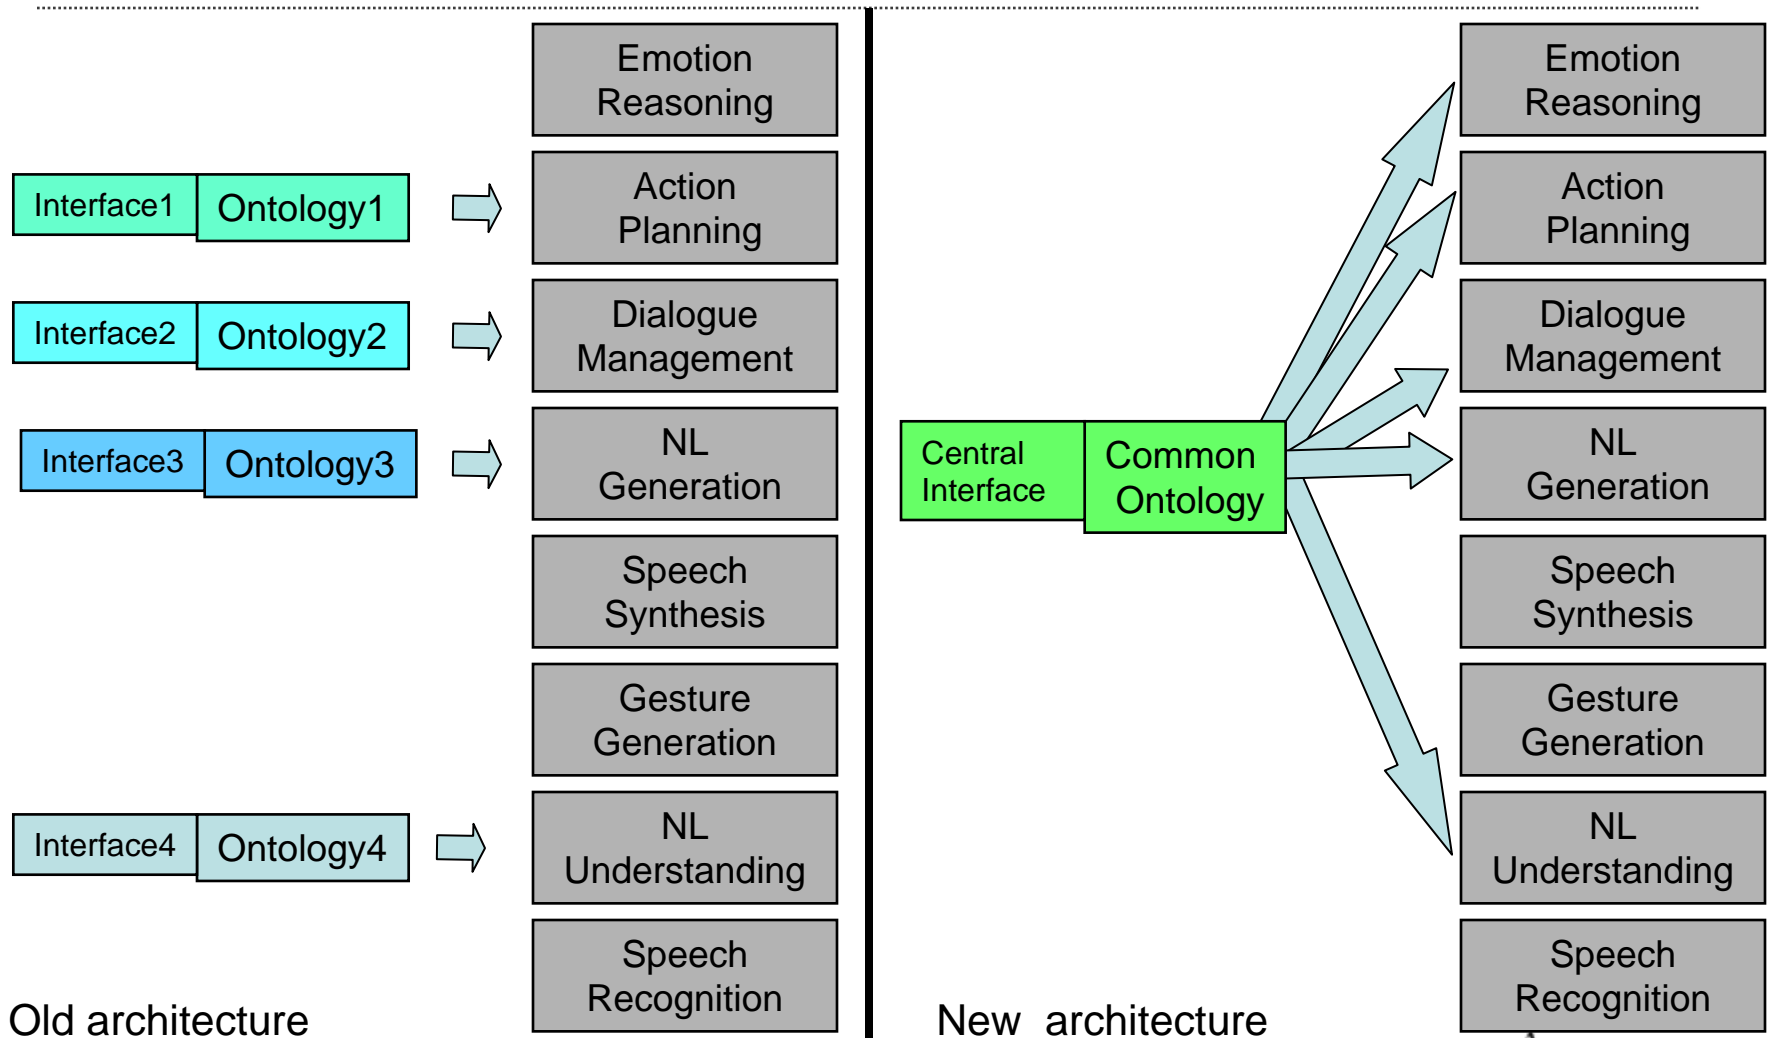 Emotion
Reasoning
Interface1
Ontology1
Action
Planning
Interface2
Ontology2
Dialogue
Management
Interface3
Ontology3
NL
Generation
Speech
Synthesis
Gesture
Generation
Interface4
Ontology4
NL
Understanding
Speech
Recognition
Old architecture
Emotion
Reasoning
Action
Planning
Dialogue
Management
Central
Interface
Common
Ontology
NL
Generation
Speech
Synthesis
Gesture
Generation
NL
Understanding
Speech
Recognition
New architecture